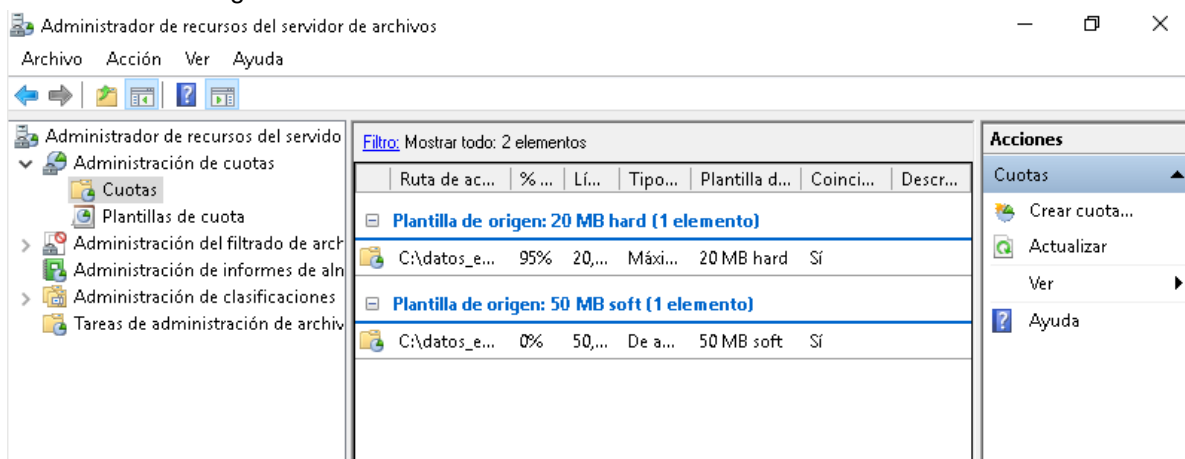 Administrador de recursos del servidor de archivos
Archivo Acción Ver Ayuda
Administrador de recursos del servido
Administración de cuotas
Cuotas
Plantillas de cuota
Administración del filtrado de arch
Administración de informes de aln
Administración de clasificaciones
Tareas de administración de archiv
Filtro: Mostrar todo: 2 elementos
Ruta de ac... % ... Lí... Tipo... Plantilla d... Coinci... Descr...
Plantilla de origen: 20 MB hard (1 elemento)
C:\datos_e... 95% 20,... Máxi... 20 MB hard Sí
Plantilla de origen: 50 MB soft (1 elemento)
C:\datos_e... 0% 50,... De a... 50 MB soft Sí
Acciones
Cuotas
Crear cuota...
Actualizar
Ver
Ayuda